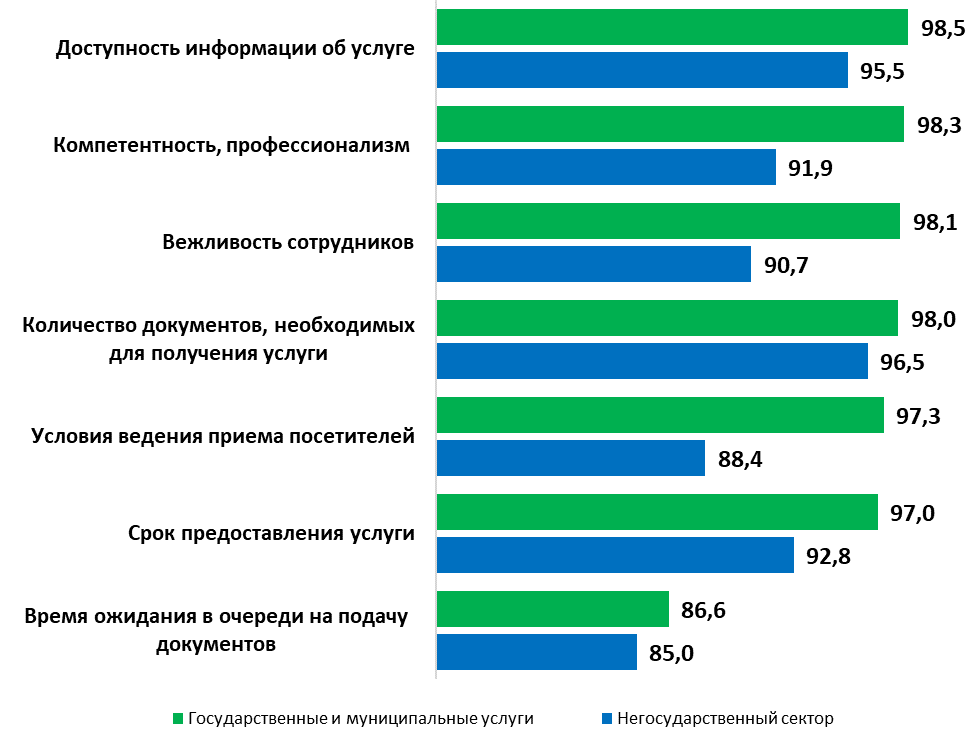 Доступность информации об услуге
98,5
95,5
Компетентность, профессионализм
98,3
91,9
Вежливость сотрудников
98,1
90,7
Количество документов, необходимых
для получения услуги
98,0
96,5
Условия ведения приема посетителей
97,3
88,4
Срок предоставления услуги
97,0
92,8
Время ожидания в очереди на подачу
документов
86,6
85,0
Государственные и муниципальные услуги
Негосударственный сектор